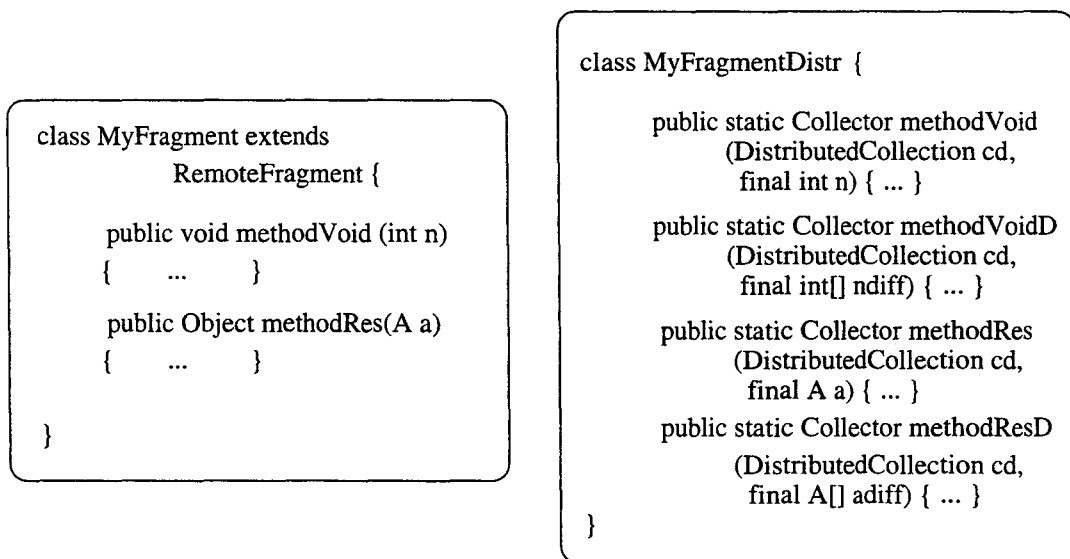 class MyFragment extends
RemoteFragment {
public void methodVoid (int n)
{ ... }
public Object methodRes(A a)
{ ... }
}
class MyFragmentDistr {
public static Collector methodVoid
(DistributedCollection cd,
final int n) { ... }
public static Collector methodVoidD
(DistributedCollection cd,
final int[] ndiff) { ... }
public static Collector methodRes
(DistributedCollection cd,
final A a) { ... }
public static Collector methodResD
(DistributedCollection cd,
final A[] adiff) { ... }
}